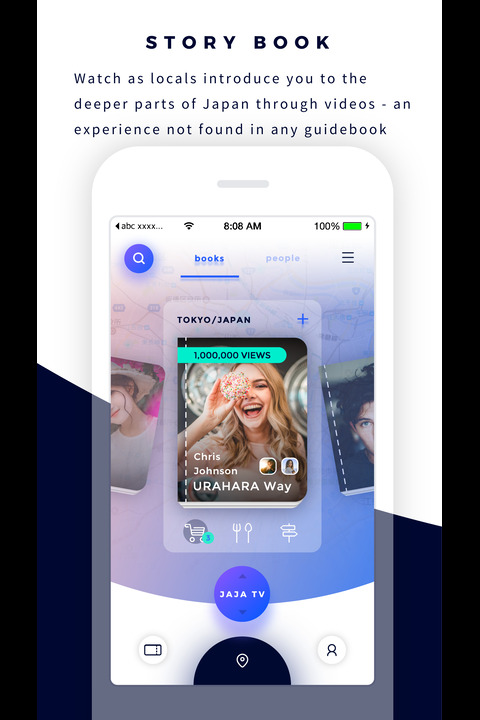 STORY BOOK
Watch as locals introduce you to the
deeper parts of Japan through videos - an
experience not found in any guidebook
abc xxxx...
8:08 AM
100%
books
people
TOKYO/JAPAN
1,000,000 VIEWS
Chris
Johnson
URAHARA Way
3
JAJA TV